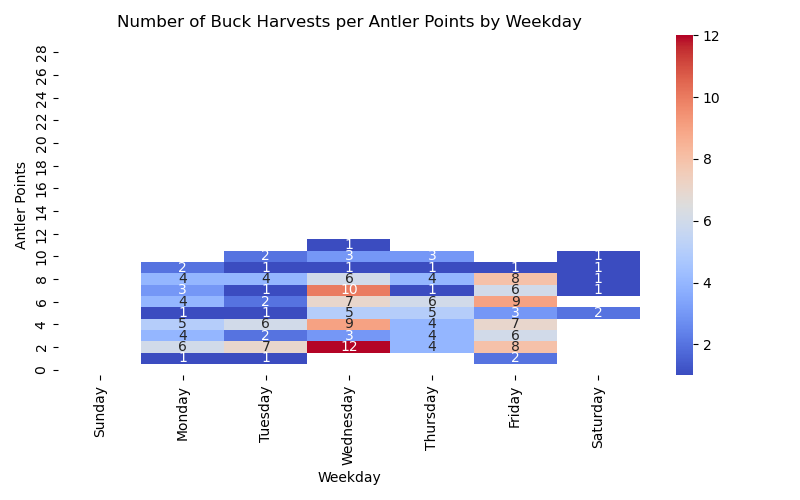 Number of Buck Harvests per Antler Points by Weekday
Antler Points
28
26
24
22
20
18
16
14
12
1
10 2 3 3 1
2 1 1 1 1 1
8 4 4 6 4 8 1
3 1 10 1 6 1
6 4 2 7 6 9
1 1 5 5 3 2
4 5 6 9 4 7
4 2 3 4 6
2 6 7 12 4 8
1 1 2
0
Sunday Monday Tuesday Wednesday Thursday Friday Saturday
Weekday
12
10
8
6
4
2